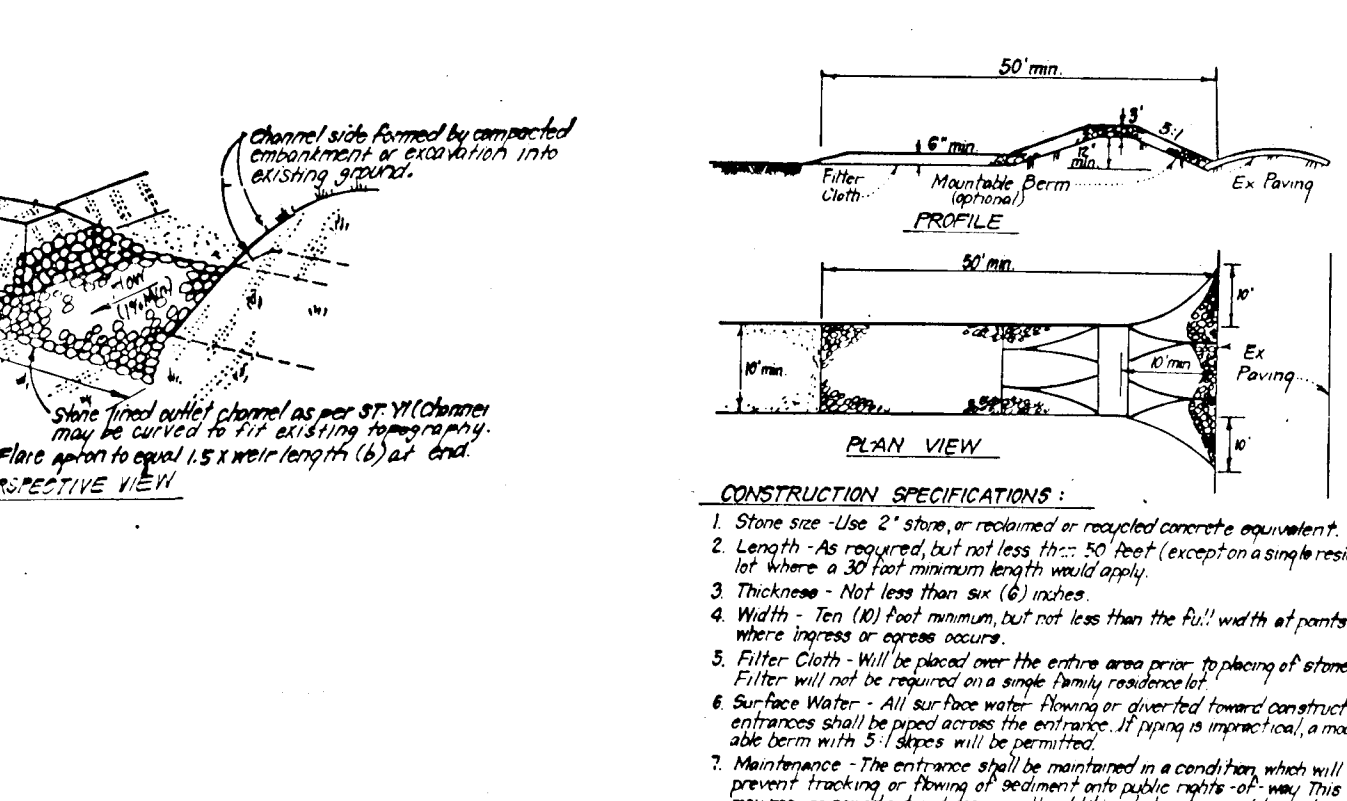 Channel side formed by compacted
embankment or excavation into
existing ground.
Flow
(1% Min)
Stone lined outlet channel as per ST. VI (Channel
may be curved to fit existing topography.
Flare apron to equal 1.5 x weir length (b) at end.
RSPECTIVE VIEW
50' min.
3'
5:1
6" min.
12"
min.
Filter
Cloth
Mountable Berm
(optional)
Ex Paving
PROFILE
50' min.
10'
10' min.
10' min
Ex
Paving
10'
PLAN VIEW
CONSTRUCTION SPECIFICATIONS:
1. Stone size - Use 2" stone, or reclaimed or recycled concrete equivalent.
2. Length - As required, but not less than 50 feet (except on a single resi
lot where a 30 foot minimum length would apply.
3. Thickness - Not less than six (6) inches.
4. Width - Ten (10) foot minimum, but not less than the full width at points
where ingress or egress occurs.
5. Filter Cloth - Will be placed over the entire area prior to placing of stone
Filter will not be required on a single family residence lot.
6. Surface Water - All surface water flowing or diverted toward construct
entrances shall be piped across the entrance. If piping is impractical, a mou
able berm with 5:1 slopes will be permitted.
7. Maintenance - The entrance shall be maintained in a condition which will
prevent tracking or flowing of sediment onto public rights-of-way This